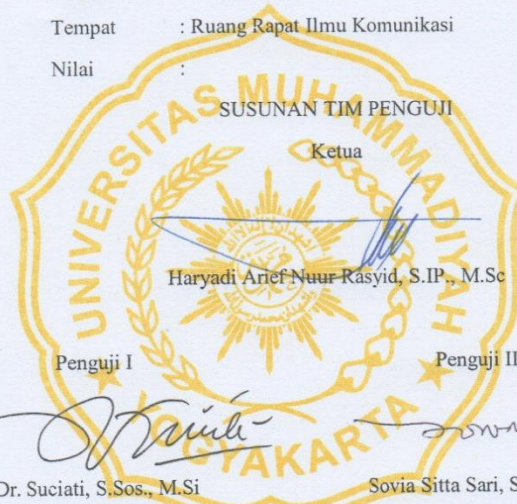 Tempat : Ruang Rapat Ilmu Komunikasi
Nilai :
SUSUNAN TIM PENGUJI
Ketua
Haryadi Arief Nuur Rasyid, S.IP., M.Sc
Penguji I Penguji II
Dr. Suciati, S.Sos., M.Si Sovia Sitta Sari, S
UNIVERSITAS MUHAMMADIYAH
YOGYAKARTA